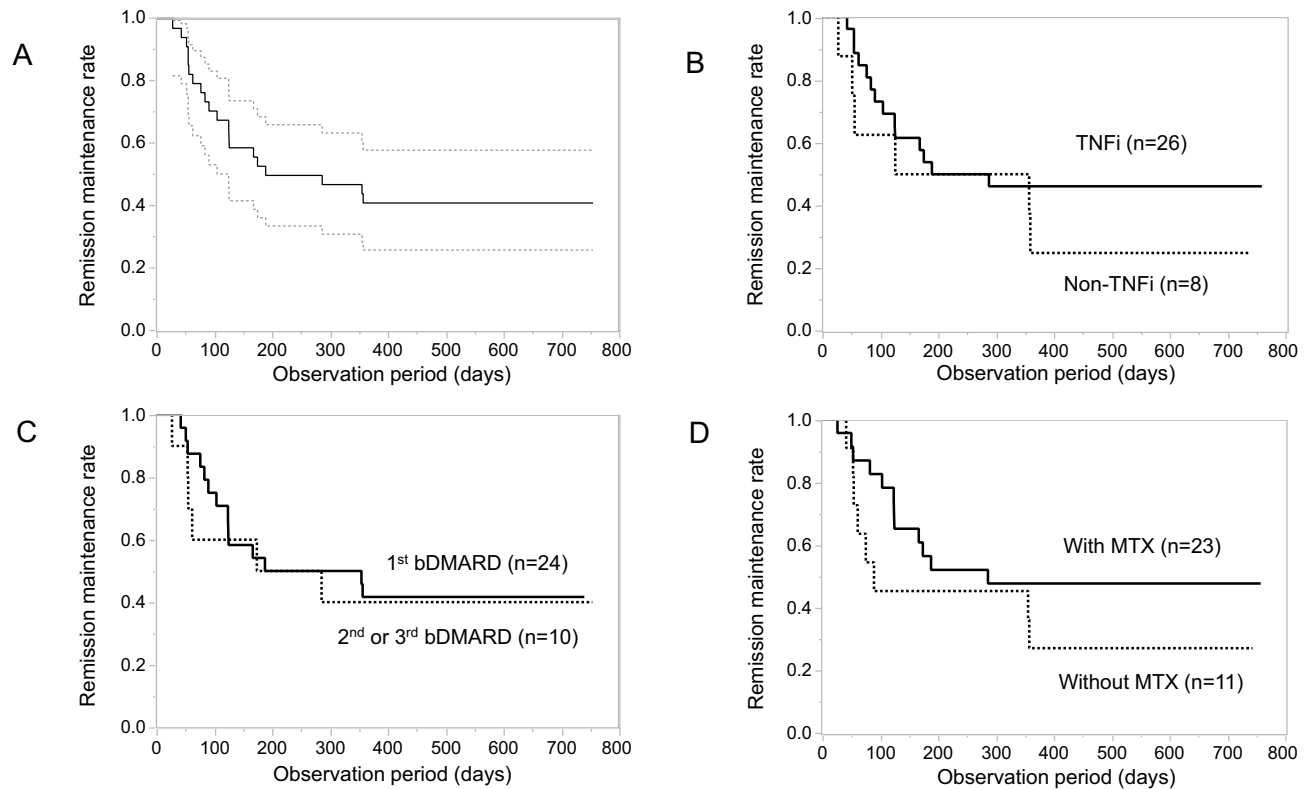 A
Remission maintenance rate
1.0
0.8
0.6
0.4
0.2
0.0
0 100 200 300 400 500 600 700 800
Observation period (days)
B
Remission maintenance rate
1.0
0.8
0.6
0.4
0.2
0.0
TNFi (n=26)
Non-TNFi (n=8)
0 100 200 300 400 500 600 700 800
Observation period (days)
C
Remission maintenance rate
1.0
0.8
0.6
0.4
0.2
0.0
1st bDMARD (n=24)
2nd or 3rd bDMARD (n=10)
0 100 200 300 400 500 600 700 800
Observation period (days)
D
Remission maintenance rate
1.0
0.8
0.6
0.4
0.2
0.0
With MTX (n=23)
Without MTX (n=11)
0 100 200 300 400 500 600 700 800
Observation period (days)